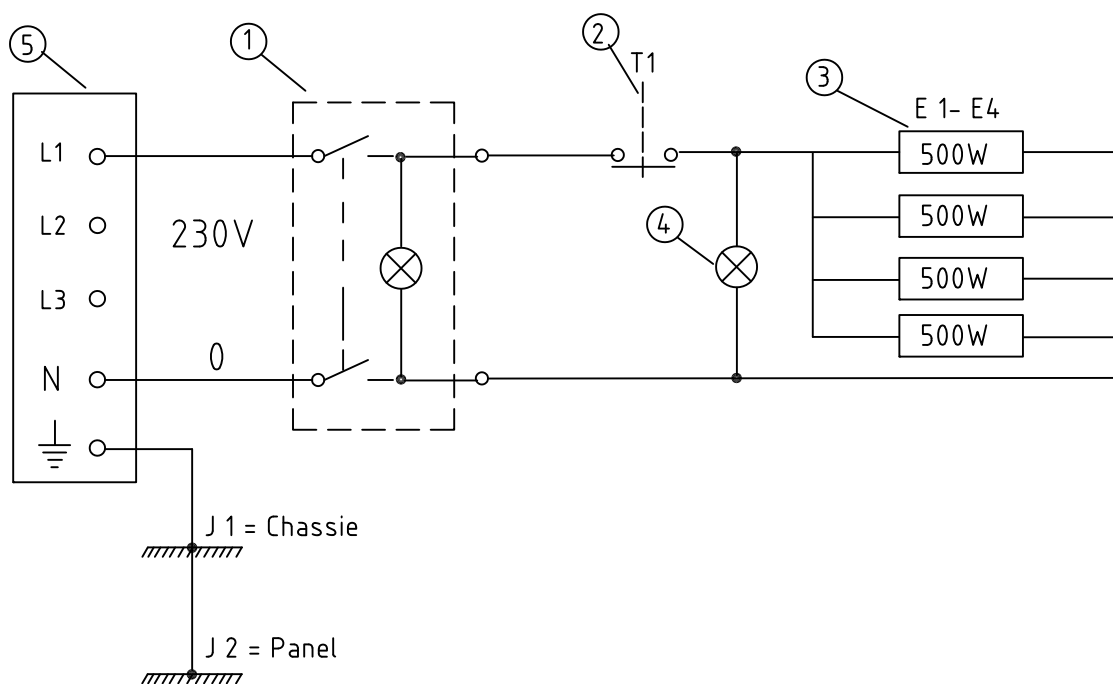 5
1
2
T1
3
E 1- E4
L1
500W
L2
230V
4
500W
L3
500W
500W
N
0
J 1 = Chassie
J 2 = Panel